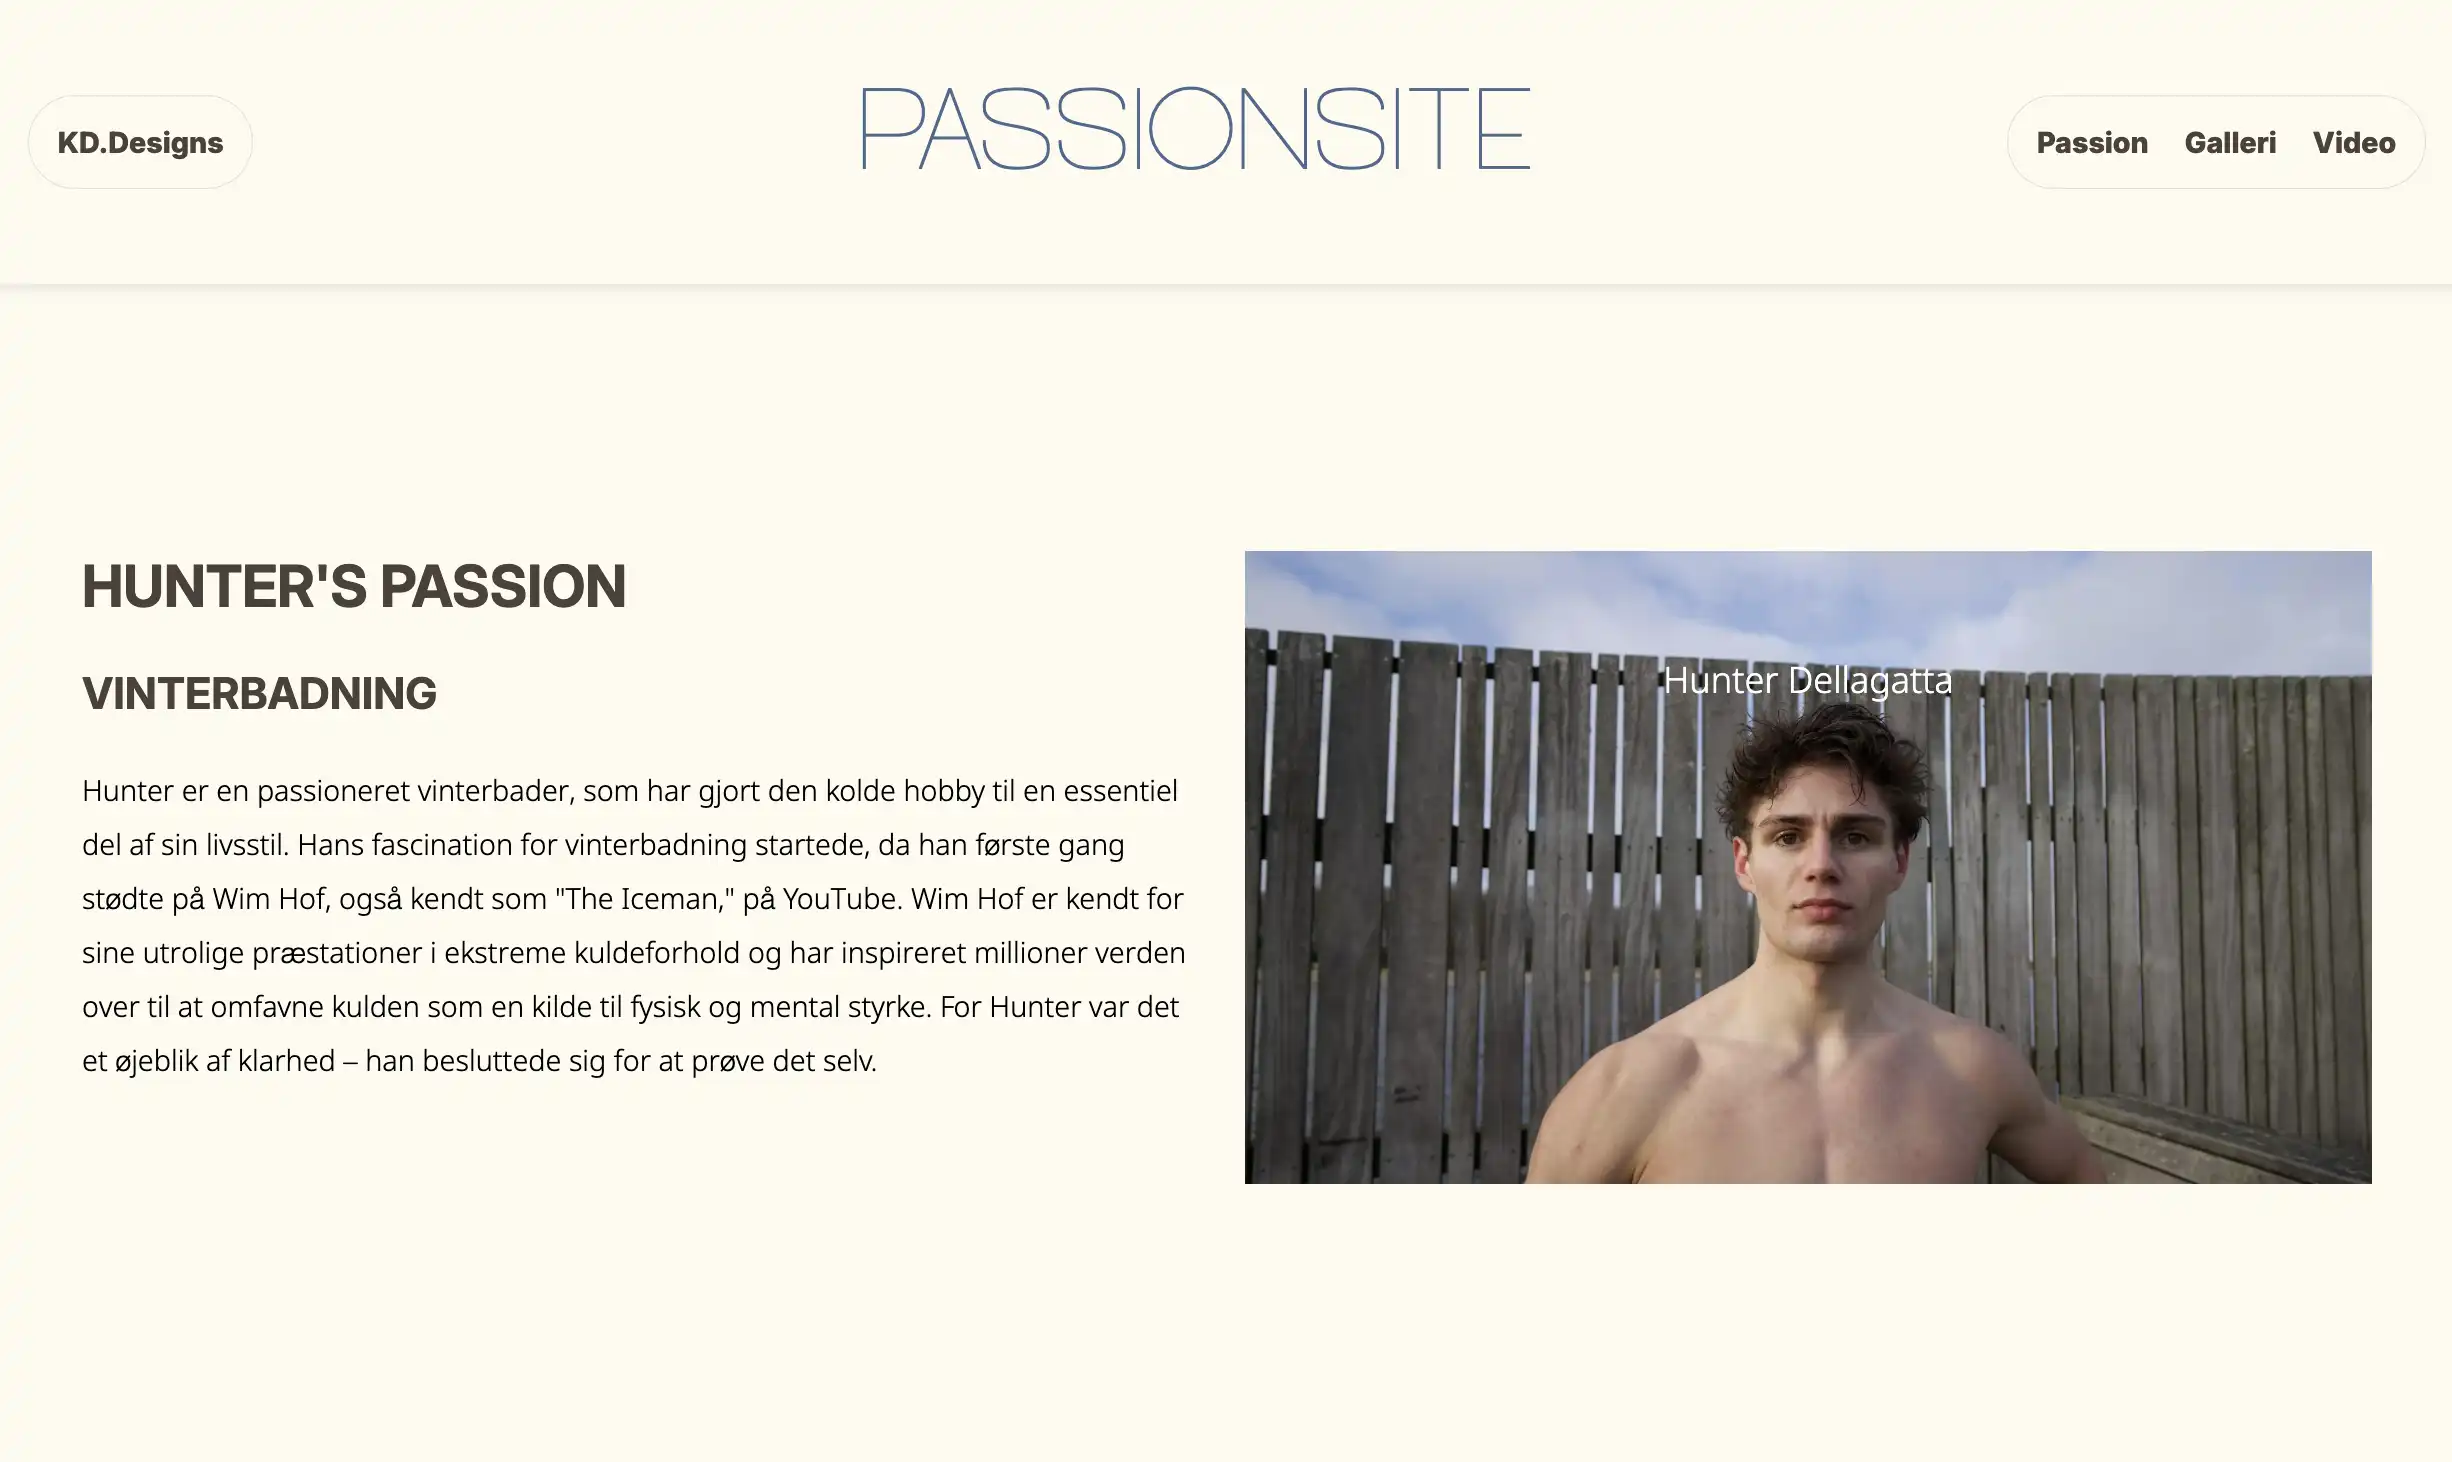 KD.Designs
PASSIONSITE
Passion Galleri Video
HUNTER'S PASSION
VINTERBADNING
Hunter er en passioneret vinterbader, som har gjort den kolde hobby til en essentiel
del af sin livsstil. Hans fascination for vinterbadning startede, da han første gang
stødte på Wim Hof, også kendt som "The Iceman," på YouTube. Wim Hof er kendt for
sine utrolige præstationer i ekstreme kuldeforhold og har inspireret millioner verden
over til at omfavne kulden som en kilde til fysisk og mental styrke. For Hunter var det
et øjeblik af klarhed – han besluttede sig for at prøve det selv.
Hunter Dellagatta